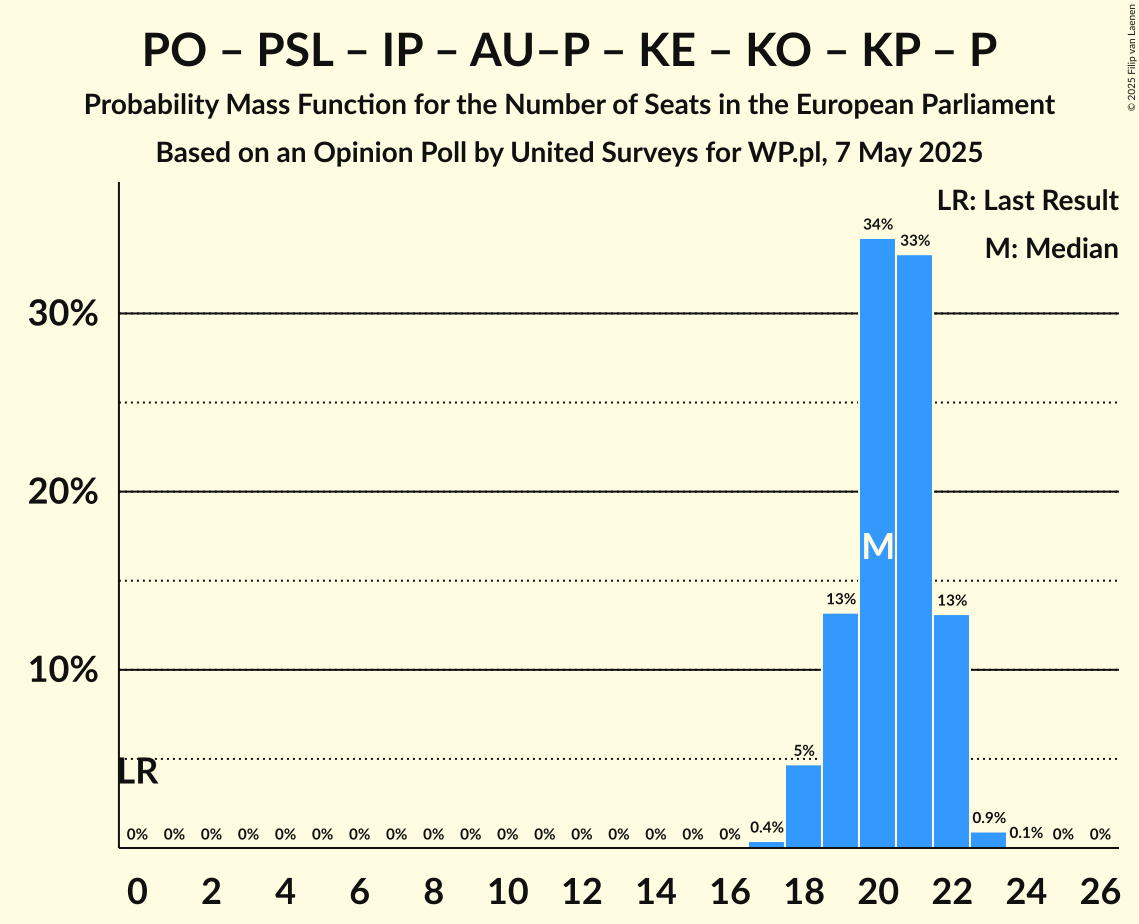 PO – PSL – IP – AU–P – KE – KO – KP – P
Probability Mass Function for the Number of Seats in the European Parliament
Based on an Opinion Poll by United Surveys for WP.pl, 7 May 2025
© 2025 Filip van Laenen
LR: Last Result
M: Median
34%
33%
30%
20%
M
13%
13%
10%
5%
LR
0% 0% 0% 0% 0% 0% 0% 0% 0% 0% 0% 0% 0% 0% 0% 0% 0% 0.4% 0.9% 0.1% 0% 0%
0 2 4 6 8 10 12 14 16 18 20 22 24 26